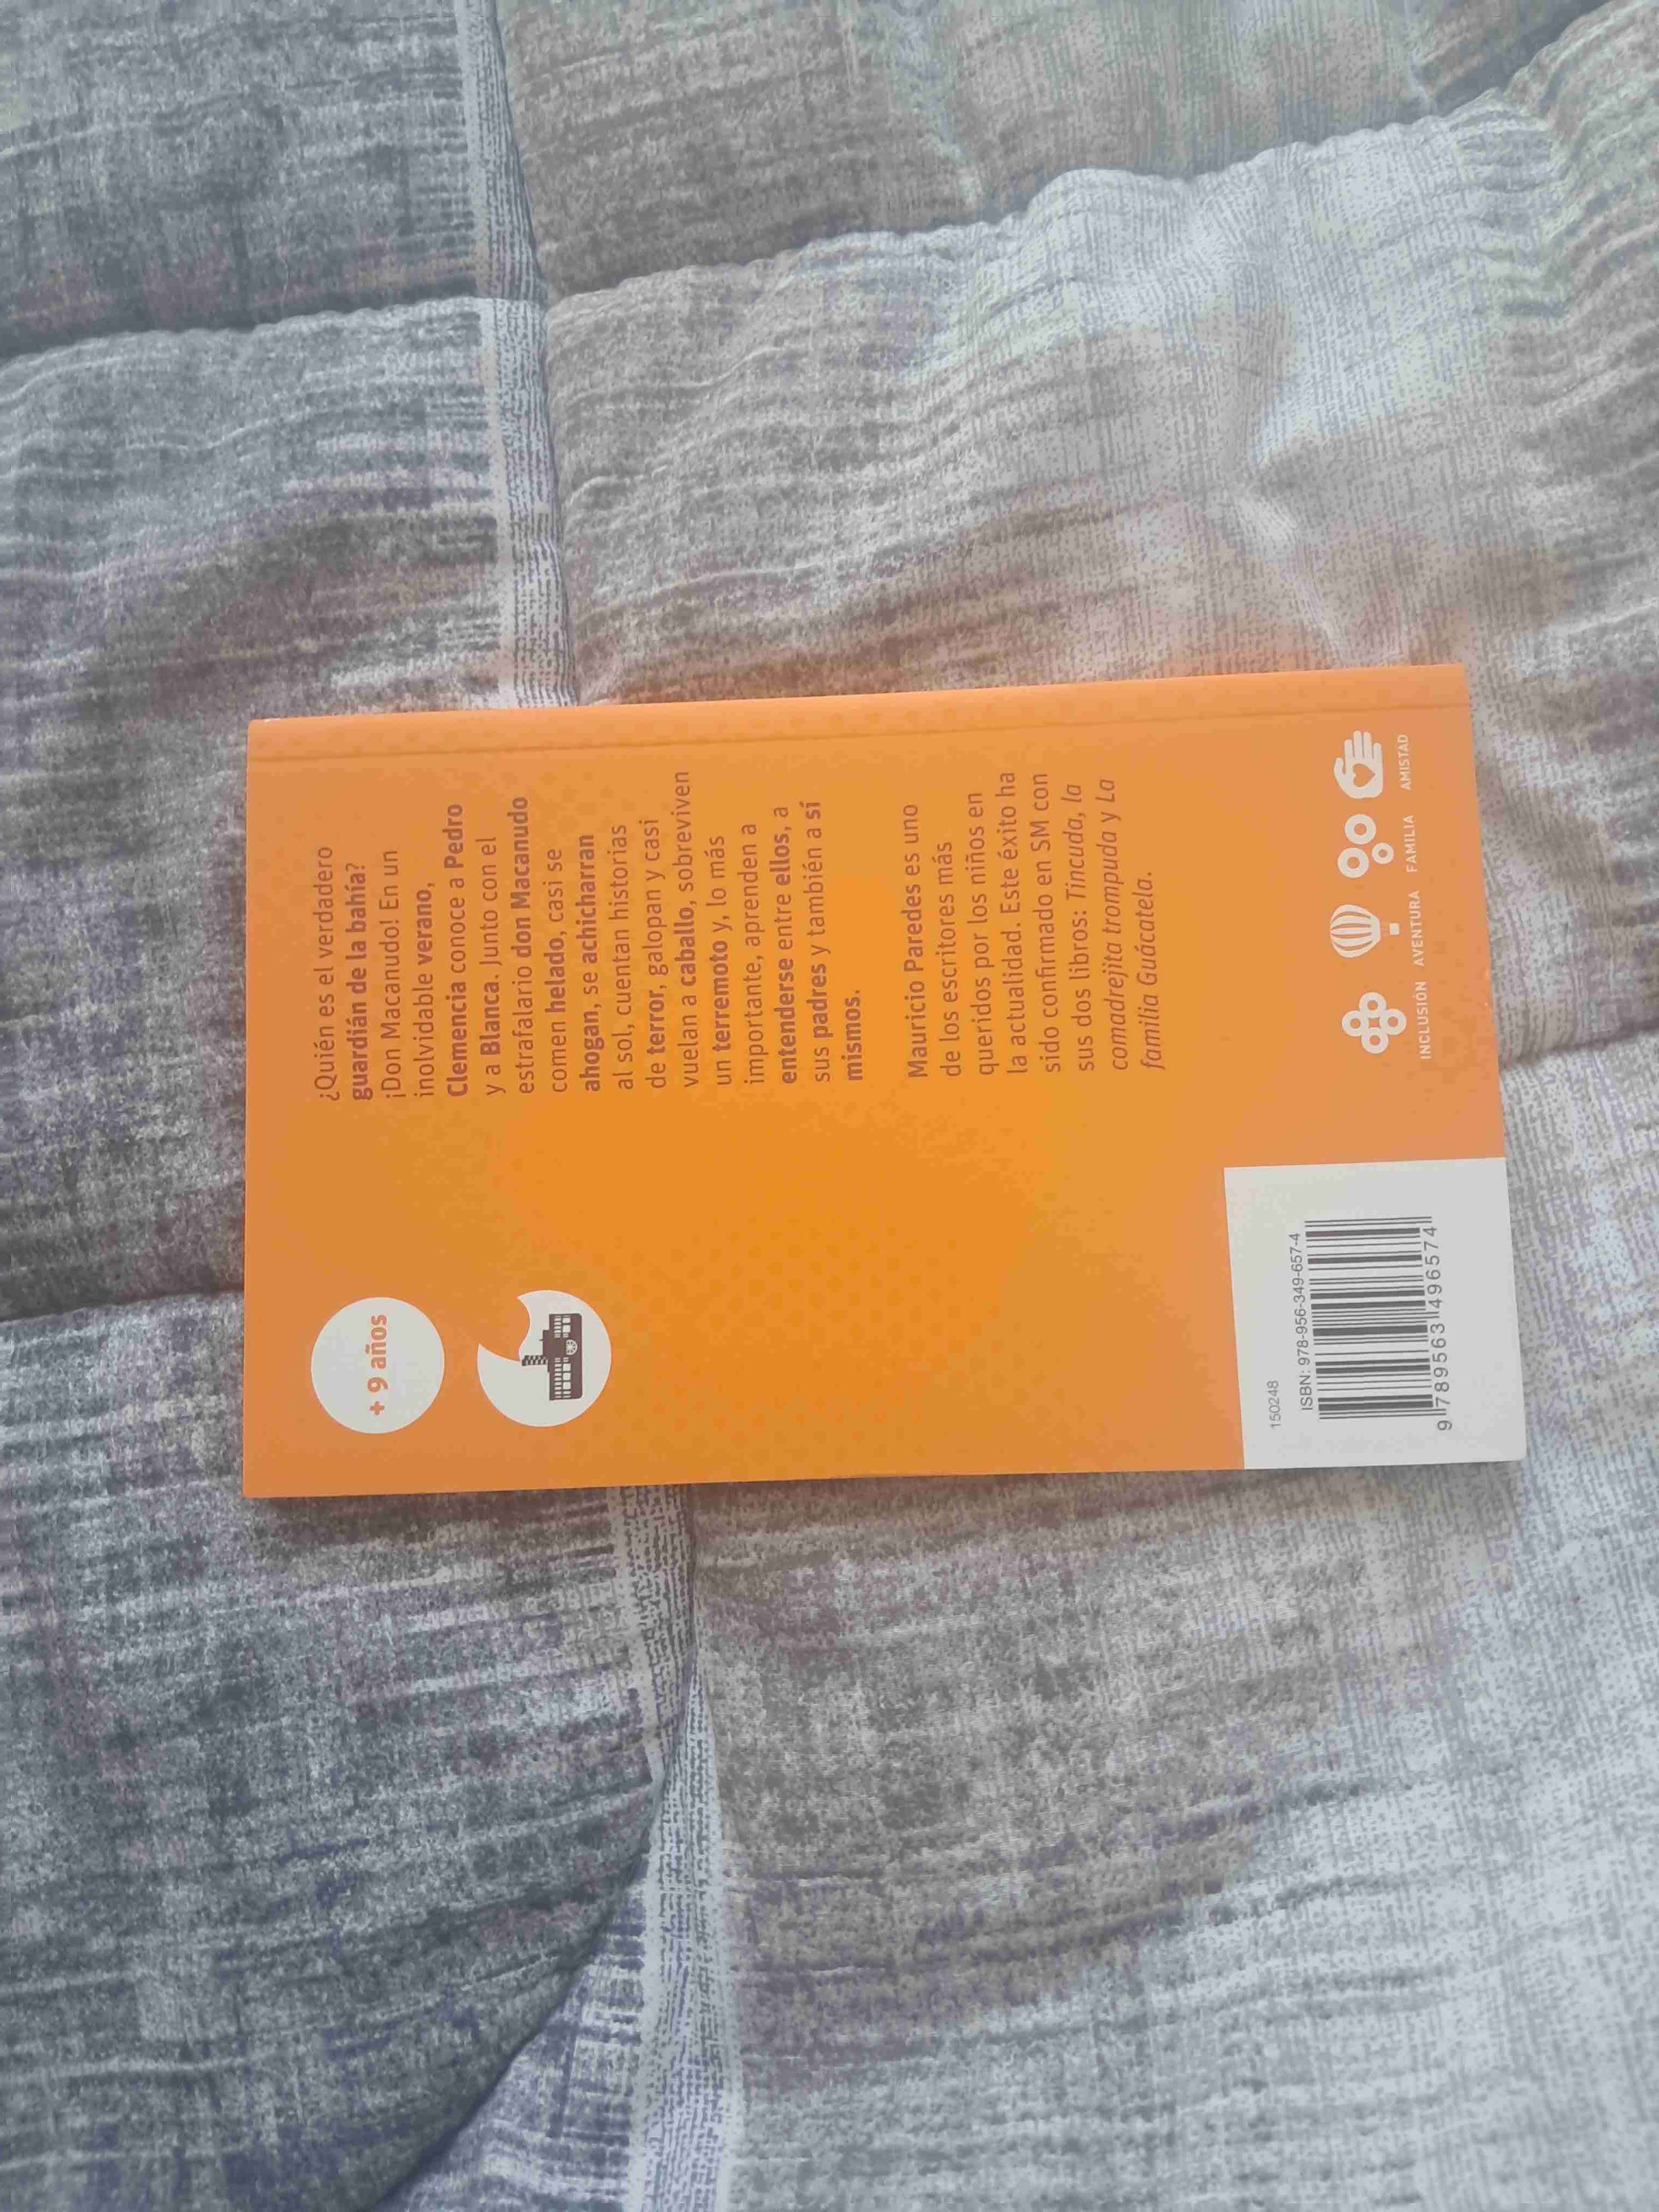 + 9 años
¿Quién es el verdadero
guardián de la bahía?
¡Don Macanudo! En un
inolvidable verano,
Clemencia conoce a Pedro
y a Blanca. Junto con el
estrafalario don Macanudo
comen helado, casi se
ahogan, se achicharran
al sol, cuentan historias
de terror, galopan y casi
vuelan a caballo, sobreviven
un terremoto y, lo más
importante, aprenden a
entenderse entre ellos, a
sus padres y también a sí
mismos.
Mauricio Paredes es uno
de los escritores más
queridos por los niños en
la actualidad. Este éxito ha
sido confirmado en SM con
sus dos libros: Tincuda, la
comadrejita trompuda y La
familia Guácatela.
INCLUSIÓN AVENTURA FAMILIA AMISTAD
150248
ISBN: 978-956-349-657-4
9 789563 496574